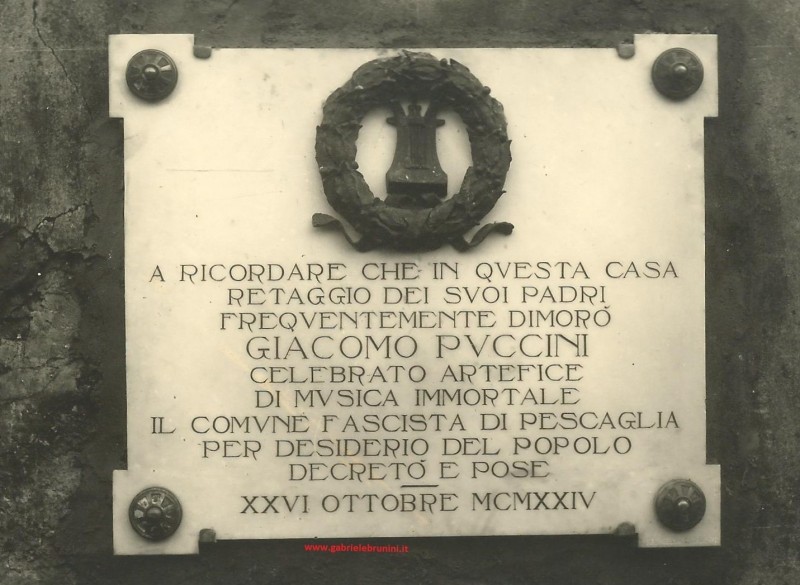 A RICORDARE CHE IN QVESTA CASA
RETAGGIO DEI SVOI PADRI
FREQVENTEMENTE DIMORÒ
GIACOMO PVCCINI
CELEBRATO ARTEFICE
DI MVSICA IMMORTALE
IL COMVNE FASCISTA DI PESCAGLIA
PER DESIDERIO DEL POPOLO
DECRETÒ E POSE
XXVI OTTOBRE MCMXXIV
www.gabrielebrunini.it